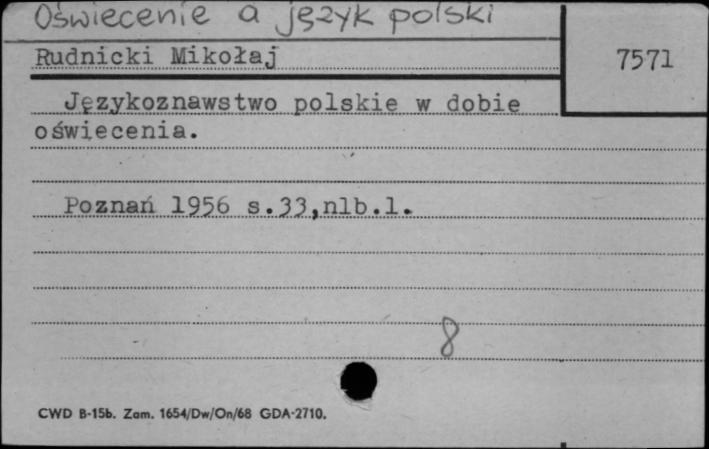 Oświecenie a język polski
Rudnicki Mikołaj
7571
Językoznawstwo polskie w dobie
oświecenia.
Poznań 1956 s.33,nlb.1.
8
CWD B-15b. Zam. 1654/Dw/On/68 GDA-2710.